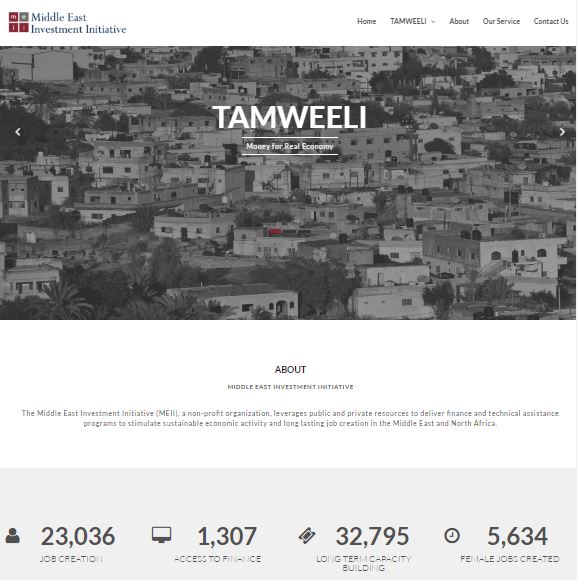 me
ii
Middle East
Investment Initiative
Home
TAMWEELI
About
Our Service
Contact Us
TAMWEELI
Money for Real Economy
ABOUT
MIDDLE EAST INVESTMENT INITIATIVE
The Middle East Investment Initiative (MEII), a non-profit organization, leverages public and private resources to deliver finance and technical assistance
programs to stimulate sustainable economic activity and long lasting job creation in the Middle East and North Africa.
23,036
JOB CREATION
1,307
ACCESS TO FINANCE
32,795
LONG TERM CAPACITY
BUILDING
5,634
FEMALE JOBS CREATED